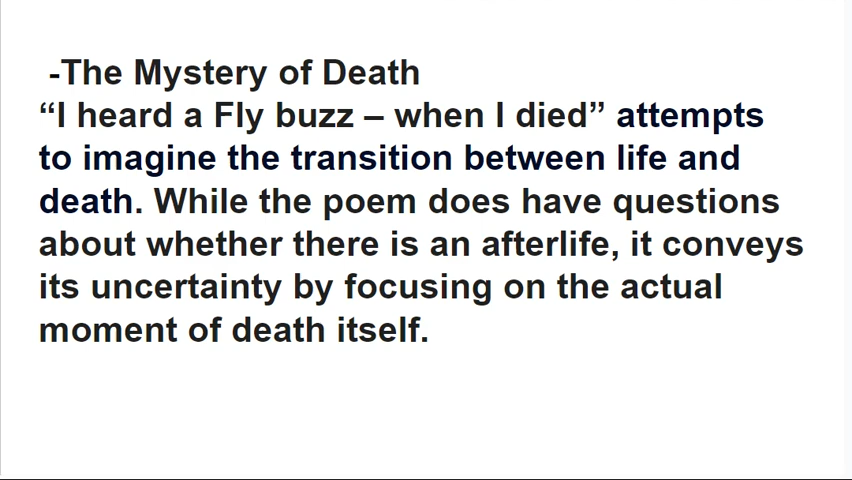 -The Mystery of Death
“I heard a Fly buzz – when I died” attempts
to imagine the transition between life and
death. While the poem does have questions
about whether there is an afterlife, it conveys
its uncertainty by focusing on the actual
moment of death itself.